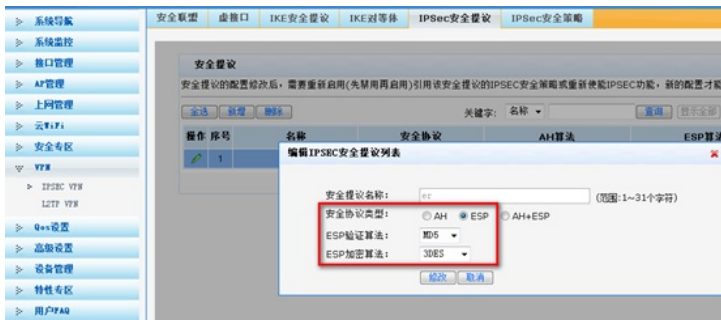 系统导航
系统监控
接口管理
AP管理
上网管理
云WiFi
安全专区
VPN
IPSEC VPN
L2TP VPN
QoS设置
高级设置
设备管理
特性专区
用户FAQ
安全联盟 虚接口 IKE安全提议 IKE对等体 IPSec安全提议 IPSec安全策略
安全提议
安全提议的配置修改后，需要重新启用(先禁用再启用)引用该安全提议的IPSEC安全策略或重新使能IPSEC功能，新的配置才能
全选 新增 删除 关键字： 名称 查询 显示全部
操作 序号 名称 安全协议 AH算法 ESP算法
1
编辑IPSEC安全提议列表
安全提议名称： er (范围:1~31个字符)
安全协议类型： AH ESP AH+ESP
ESP验证算法： MD5
ESP加密算法： 3DES
修改 取消